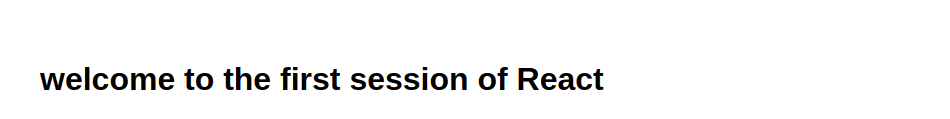 welcome to the first session of React